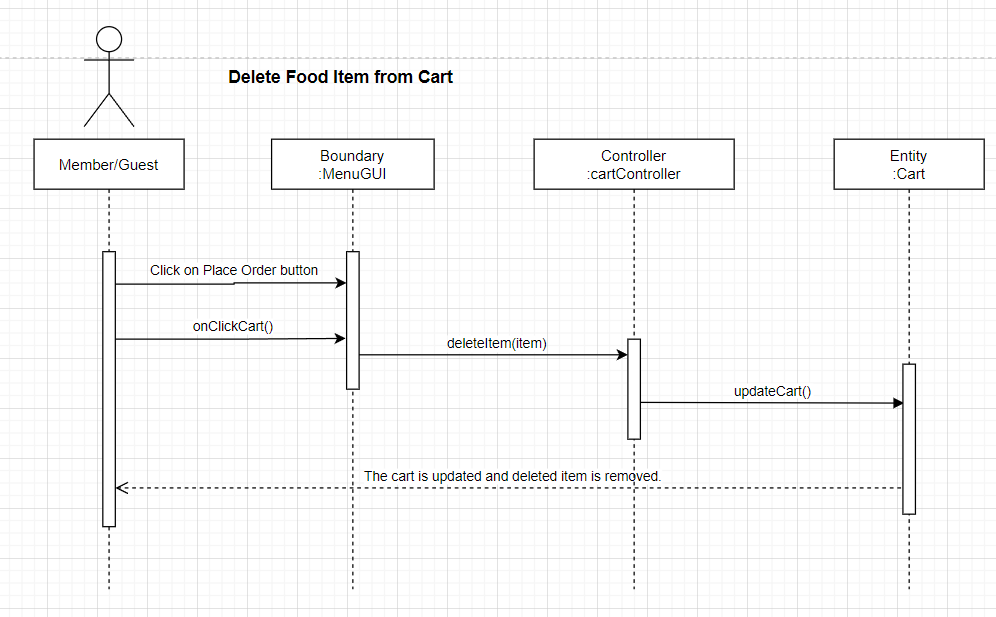 Delete Food Item from Cart
Member/Guest
Boundary
:MenuGUI
Controller
:cartController
Entity
:Cart
Click on Place Order button
onClickCart()
deleteItem(item)
updateCart()
The cart is updated and deleted item is removed.